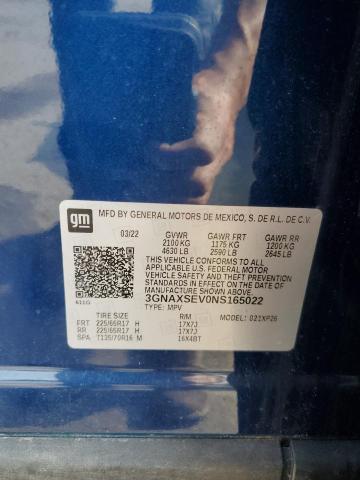 gm
MFD BY GENERAL MOTORS DE MEXICO, S. DE R.L. DE C.V.
03/22 GVWR GAWR FRT GAWR RR
2100 KG 1175 KG 1200 KG
4630 LB 2590 LB 2645 LB
THIS VEHICLE CONFORMS TO ALL APPLICABLE
U.S. FEDERAL MOTOR
VEHICLE SAFETY AND THEFT PREVENTION
STANDARDS IN EFFECT ON THE DATE OF
MANUFACTURE SHOWN ABOVE.
3GNAXSEV0NS165022
TYPE: MPV MODEL: 021XP26
TIRE SIZE RIM
FRT 225/65R17 H 17X7J
RR 225/65R17 H 17X7J
SPA T135/70R16 M 16X4BT